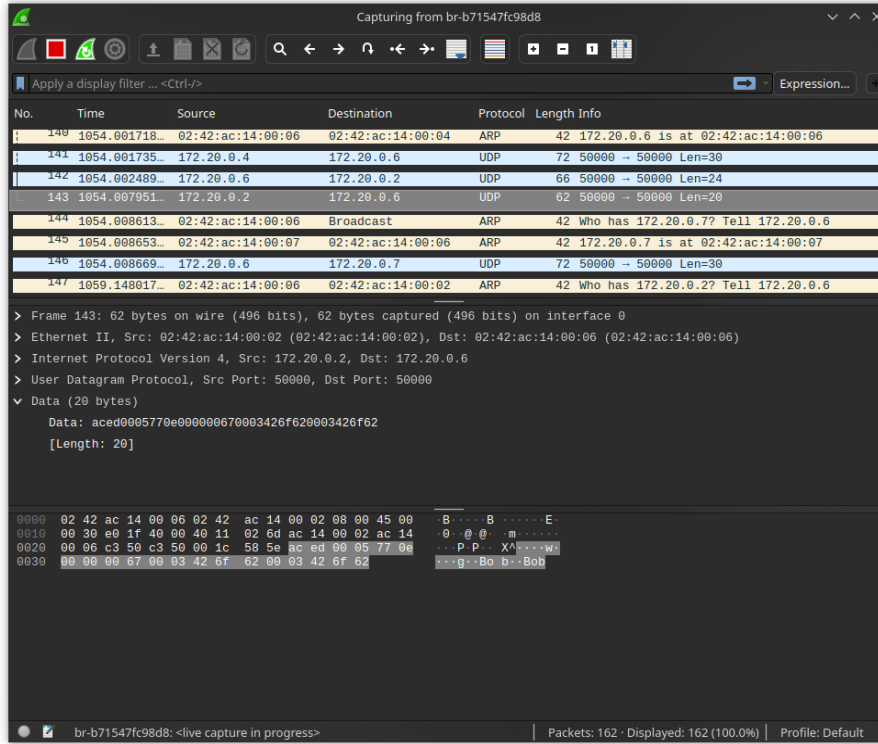 Capturing from br-b71547fc98d8
Apply a display filter ... <Ctrl-/>
Expression...
No. Time Source Destination Protocol Length Info
140 1054.001718… 02:42:ac:14:00:06 02:42:ac:14:00:04 ARP 42 172.20.0.6 is at 02:42:ac:14:00:06
141 1054.001735… 172.20.0.4 172.20.0.6 UDP 72 50000 → 50000 Len=30
142 1054.002489… 172.20.0.6 172.20.0.2 UDP 66 50000 → 50000 Len=24
143 1054.007951… 172.20.0.2 172.20.0.6 UDP 62 50000 → 50000 Len=20
144 1054.008613… 02:42:ac:14:00:06 Broadcast ARP 42 Who has 172.20.0.7? Tell 172.20.0.6
145 1054.008653… 02:42:ac:14:00:07 02:42:ac:14:00:06 ARP 42 172.20.0.7 is at 02:42:ac:14:00:07
146 1054.008669… 172.20.0.6 172.20.0.7 UDP 72 50000 → 50000 Len=30
147 1059.148017… 02:42:ac:14:00:06 02:42:ac:14:00:02 ARP 42 Who has 172.20.0.2? Tell 172.20.0.6
Frame 143: 62 bytes on wire (496 bits), 62 bytes captured (496 bits) on interface 0
Ethernet II, Src: 02:42:ac:14:00:02 (02:42:ac:14:00:02), Dst: 02:42:ac:14:00:06 (02:42:ac:14:00:06)
Internet Protocol Version 4, Src: 172.20.0.2, Dst: 172.20.0.6
User Datagram Protocol, Src Port: 50000, Dst Port: 50000
Data (20 bytes)
Data: aced0005770e000000670003426f620003426f62
[Length: 20]
0000 02 42 ac 14 00 06 02 42 ac 14 00 02 08 00 45 00 ·B·····B ······E·
0010 00 30 e0 1f 40 00 40 11 02 6d ac 14 00 02 ac 14 ·0··@·@· ·m······
0020 00 06 c3 50 c3 50 00 1c 58 5e ac ed 00 05 77 0e ···P·P·· X^····w·
0030 00 00 00 67 00 03 42 6f 62 00 03 42 6f 62 ···g··Bo b··Bob
br-b71547fc98d8: <live capture in progress>
Packets: 162 · Displayed: 162 (100.0%)
Profile: Default